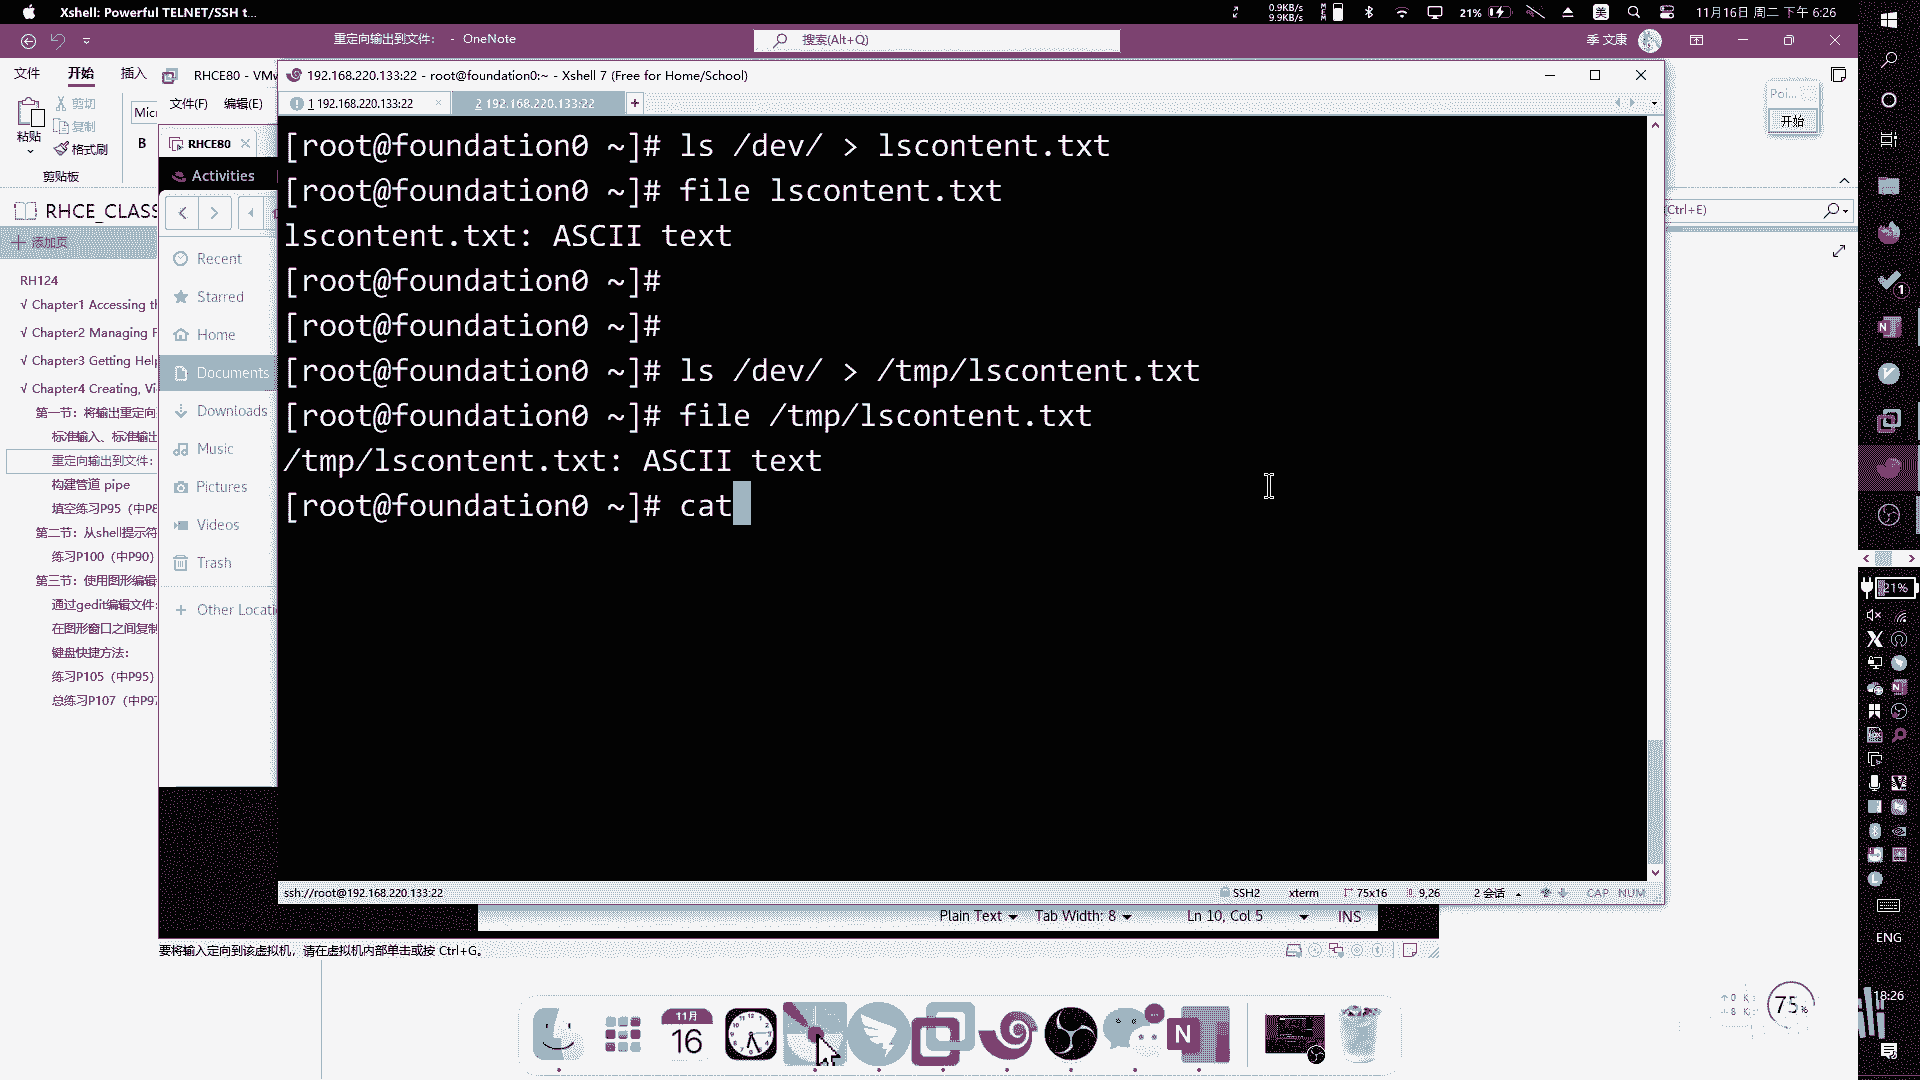 Xshell: Powerful TELNET/SSH t...
0.9KB/s
9.9KB/s
21%
美
11月16日 周二 下午 6:26
重定向输出到文件: - OneNote
搜索(Alt+Q)
季 文康
文件
开始
插入
RHCE80 - VMw
192.168.220.133:22 - root@foundation0:~ - Xshell 7 (Free for Home/School)
粘贴
剪切
复制
格式刷
剪贴板
Micr
B
文件(F)
编辑(E)
1 192.168.220.133:22
2 192.168.220.133:22
Poi...
开始
RHCE80
Activities
(Ctrl+E)
RHCE_CLASS
添加页
RH124
√ Chapter1 Accessing th
√ Chapter2 Managing F
√ Chapter3 Getting Help
√ Chapter4 Creating, Vi
第一节: 将输出重定向
标准输入、标准输出
重定向输出到文件:
构建管道 pipe
填空练习P95 (中P8
第二节: 从shell提示符
练习P100 (中P90)
第三节: 使用图形编辑
通过gedit编辑文件:
在图形窗口之间复制
键盘快捷方法:
练习P105 (中P95)
总练习P107 (中P97
Recent
Starred
Home
Documents
Downloads
Music
Pictures
Videos
Trash
Other Locati
[root@foundation0 ~]# ls /dev/ > lscontent.txt
[root@foundation0 ~]# file lscontent.txt
lscontent.txt: ASCII text
[root@foundation0 ~]#
[root@foundation0 ~]#
[root@foundation0 ~]# ls /dev/ > /tmp/lscontent.txt
[root@foundation0 ~]# file /tmp/lscontent.txt
/tmp/lscontent.txt: ASCII text
[root@foundation0 ~]# cat
ssh://root@192.168.220.133:22
SSH2
xterm
75x16
9,26
2 会话
CAP
NUM
Plain Text
Tab Width: 8
Ln 10, Col 5
INS
要将输入定向到该虚拟机，请在虚拟机内部单击或按 Ctrl+G。
11月
16
N
75%
1
21%
ENG
18:26